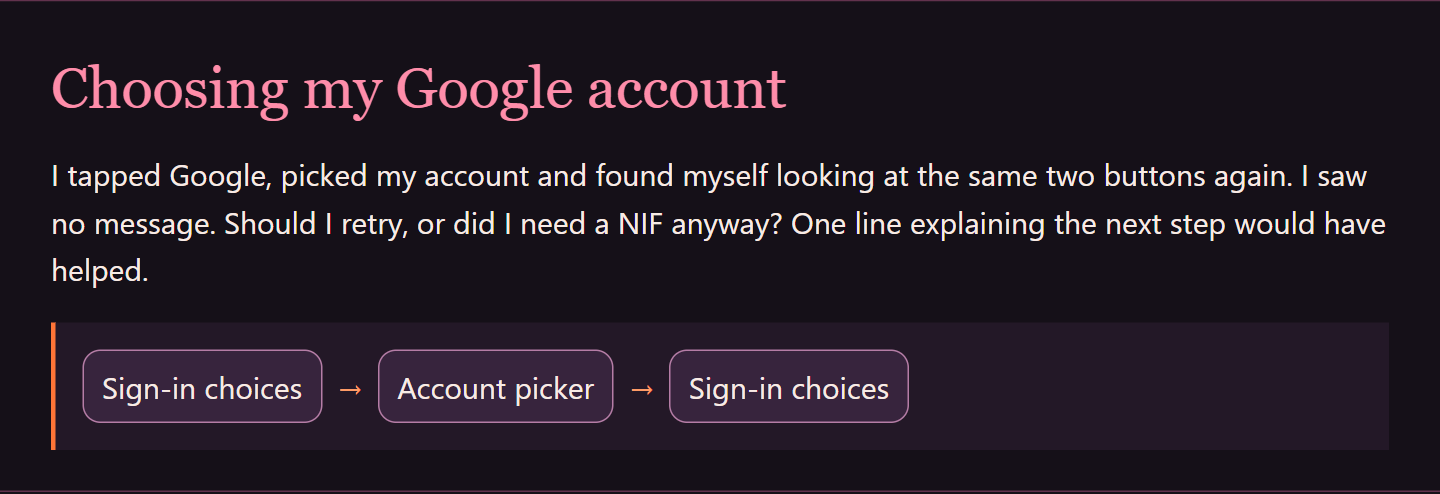 Choosing my Google account
I tapped Google, picked my account and found myself looking at the same two buttons again. I saw
no message. Should I retry, or did I need a NIF anyway? One line explaining the next step would have
helped.
Sign-in choices → Account picker → Sign-in choices